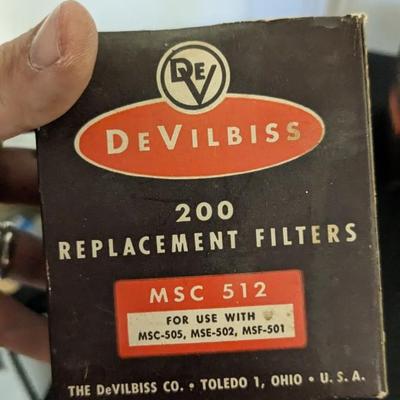 DEV
DEVILBISS
200
REPLACEMENT FILTERS
MSC 512
FOR USE WITH
MSC-505, MSE-502, MSF-501
THE DeVILBISS CO. • TOLEDO 1, OHIO • U. S. A.